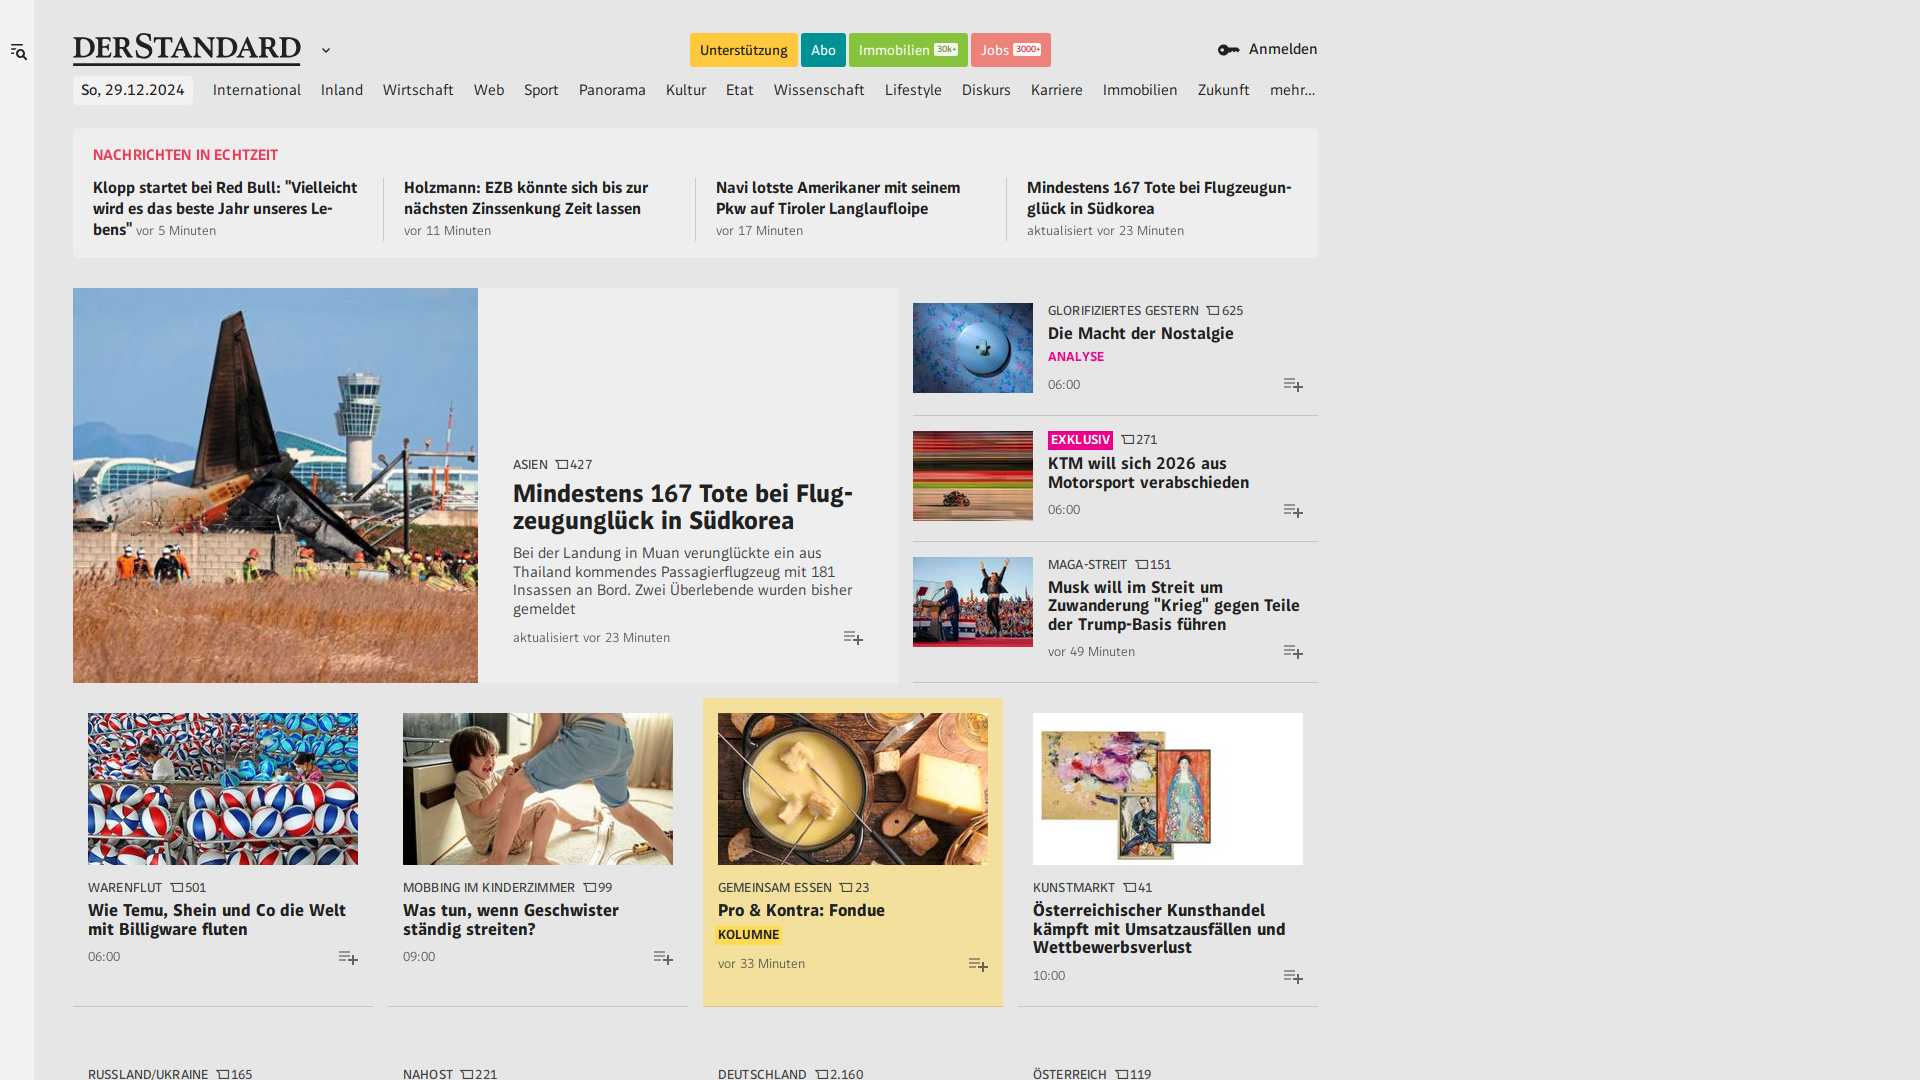 DERSTANDARD
Unterstützung
Abo
Immobilien 30k+
Jobs 3000+
Anmelden
So, 29.12.2024
International
Inland
Wirtschaft
Web
Sport
Panorama
Kultur
Etat
Wissenschaft
Lifestyle
Diskurs
Karriere
Immobilien
Zukunft
mehr...
NACHRICHTEN IN ECHTZEIT
Klopp startet bei Red Bull: "Vielleicht
wird es das beste Jahr unseres Le-
bens" vor 5 Minuten
Holzmann: EZB könnte sich bis zur
nächsten Zinssenkung Zeit lassen
vor 11 Minuten
Navi lotste Amerikaner mit seinem
Pkw auf Tiroler Langlaufloipe
vor 17 Minuten
Mindestens 167 Tote bei Flugzeugun-
glück in Südkorea
aktualisiert vor 23 Minuten
ASIEN 427
Mindestens 167 Tote bei Flug-
zeugunglück in Südkorea
Bei der Landung in Muan verunglückte ein aus
Thailand kommendes Passagierflugzeug mit 181
Insassen an Bord. Zwei Überlebende wurden bisher
gemeldet
aktualisiert vor 23 Minuten
GLORIFIZIERTES GESTERN 625
Die Macht der Nostalgie
ANALYSE
06:00
EXKLUSIV 271
KTM will sich 2026 aus
Motorsport verabschieden
06:00
MAGA-STREIT 151
Musk will im Streit um
Zuwanderung "Krieg" gegen Teile
der Trump-Basis führen
vor 49 Minuten
WARENFLUT 501
Wie Temu, Shein und Co die Welt
mit Billigware fluten
06:00
MOBBING IM KINDERZIMMER 99
Was tun, wenn Geschwister
ständig streiten?
09:00
GEMEINSAM ESSEN 23
Pro & Kontra: Fondue
KOLUMNE
vor 33 Minuten
KUNSTMARKT 41
Österreichischer Kunsthandel
kämpft mit Umsatzausfällen und
Wettbewerbsverlust
10:00
RUSSLAND/UKRAINE 165
NAHOST 221
DEUTSCHLAND 2.160
ÖSTERREICH 119